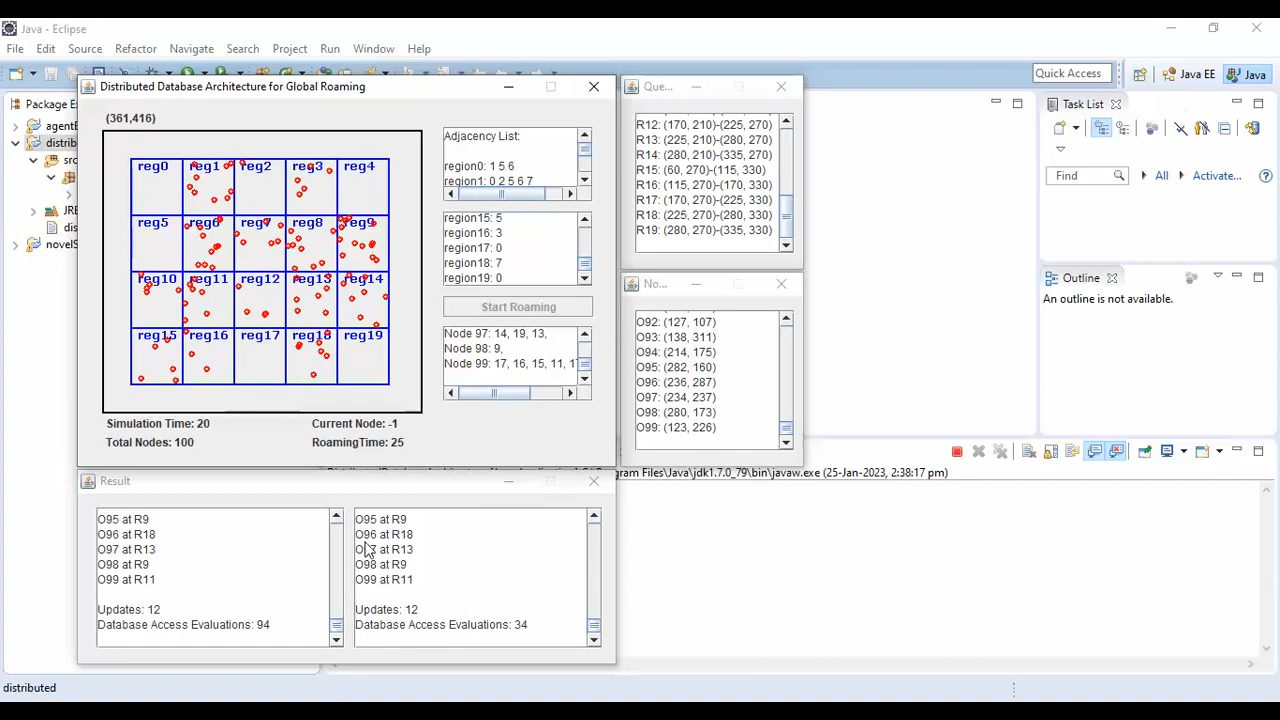 Java - Eclipse
File Edit Source Refactor Navigate Search Project Run Window Help
Quick Access
Java EE
Java
Package Ex
agentE
distrib
src
JRE
dis
novelS
Distributed Database Architecture for Global Roaming
(361,416)
reg0 reg1 reg2 reg3 reg4
reg5 reg6 reg7 reg8 reg9
reg10 reg11 reg12 reg13 reg14
reg15 reg16 reg17 reg18 reg19
Simulation Time: 20
Current Node: -1
Total Nodes: 100
RoamingTime: 25
Adjacency List:
region0: 1 5 6
region1: 0 2 5 6 7
region15: 5
region16: 3
region17: 0
region18: 7
region19: 0
Start Roaming
Node 97: 14, 19, 13,
Node 98: 9,
Node 99: 17, 16, 15, 11, 1
Que...
R12: (170, 210)-(225, 270)
R13: (225, 210)-(280, 270)
R14: (280, 210)-(335, 270)
R15: (60, 270)-(115, 330)
R16: (115, 270)-(170, 330)
R17: (170, 270)-(225, 330)
R18: (225, 270)-(280, 330)
R19: (280, 270)-(335, 330)
No...
O92: (127, 107)
O93: (138, 311)
O94: (214, 175)
O95: (282, 160)
O96: (236, 287)
O97: (234, 237)
O98: (280, 173)
O99: (123, 226)
Task List
Find
All
Activate...
Outline
An outline is not available.
ogram Files\Java\jdk1.7.0_79\bin\javaw.exe (25-Jan-2023, 2:38:17 pm)
Result
O95 at R9
O96 at R18
O97 at R13
O98 at R9
O99 at R11
Updates: 12
Database Access Evaluations: 94
O95 at R9
O96 at R18
at R13
O98 at R9
O99 at R11
Updates: 12
Database Access Evaluations: 34
distributed